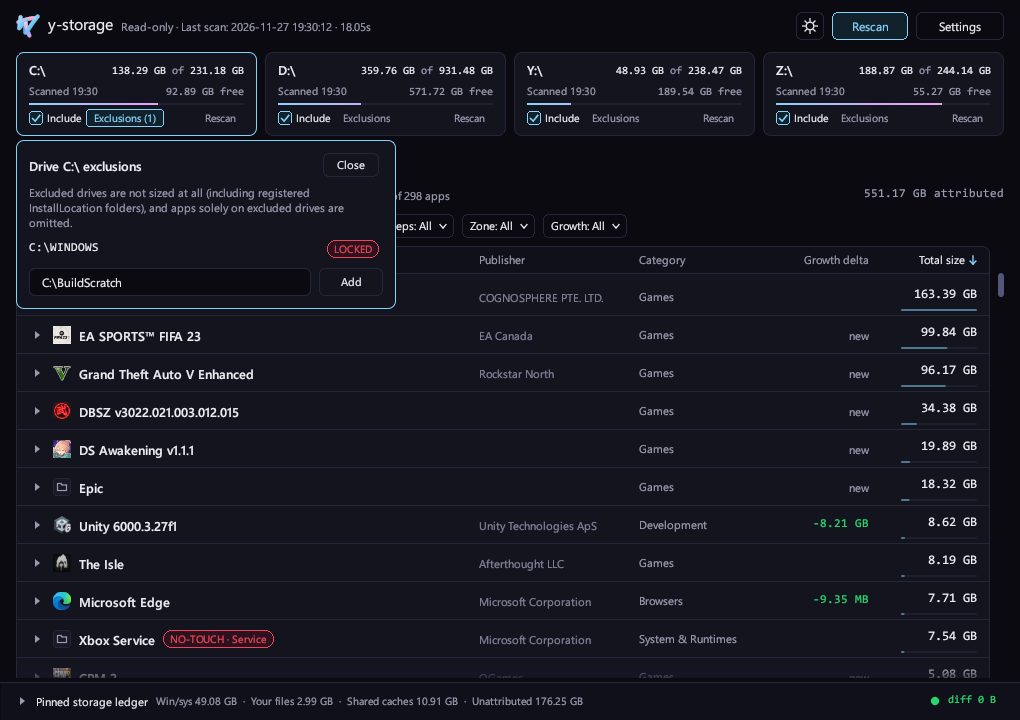 y-storage Read-only · Last scan: 2026-11-27 19:30:12 · 18.05s Rescan Settings
C:\ 138.29 GB of 231.18 GB
Scanned 19:30 92.89 GB free
Include Exclusions (1) Rescan
D:\ 359.76 GB of 931.48 GB
Scanned 19:30 571.72 GB free
Include Exclusions Rescan
Y:\ 48.93 GB of 238.47 GB
Scanned 19:30 189.54 GB free
Include Exclusions Rescan
Z:\ 188.87 GB of 244.14 GB
Scanned 19:30 55.27 GB free
Include Exclusions Rescan
Drive C:\ exclusions Close
Excluded drives are not sized at all (including registered
InstallLocation folders), and apps solely on excluded drives are
omitted.
C:\WINDOWS LOCKED
C:\BuildScratch Add
of 298 apps 551.17 GB attributed
eps: All Zone: All Growth: All
Publisher Category Growth delta Total size ↓
COGNOSPHERE PTE. LTD. Games 163.39 GB
EA SPORTS™ FIFA 23 EA Canada Games new 99.84 GB
Grand Theft Auto V Enhanced Rockstar North Games new 96.17 GB
DBSZ v3022.021.003.012.015 Games new 34.38 GB
DS Awakening v1.1.1 Games new 19.89 GB
Epic Games new 18.32 GB
Unity 6000.3.27f1 Unity Technologies ApS Development -8.21 GB 8.62 GB
The Isle Afterthought LLC Games 8.19 GB
Microsoft Edge Microsoft Corporation Browsers -9.35 MB 7.71 GB
Xbox Service NO-TOUCH · Service Microsoft Corporation System & Runtimes 7.54 GB
Games 5.08 GB
Pinned storage ledger Win/sys 49.08 GB · Your files 2.99 GB · Shared caches 10.91 GB · Unattributed 176.25 GB diff 0 B